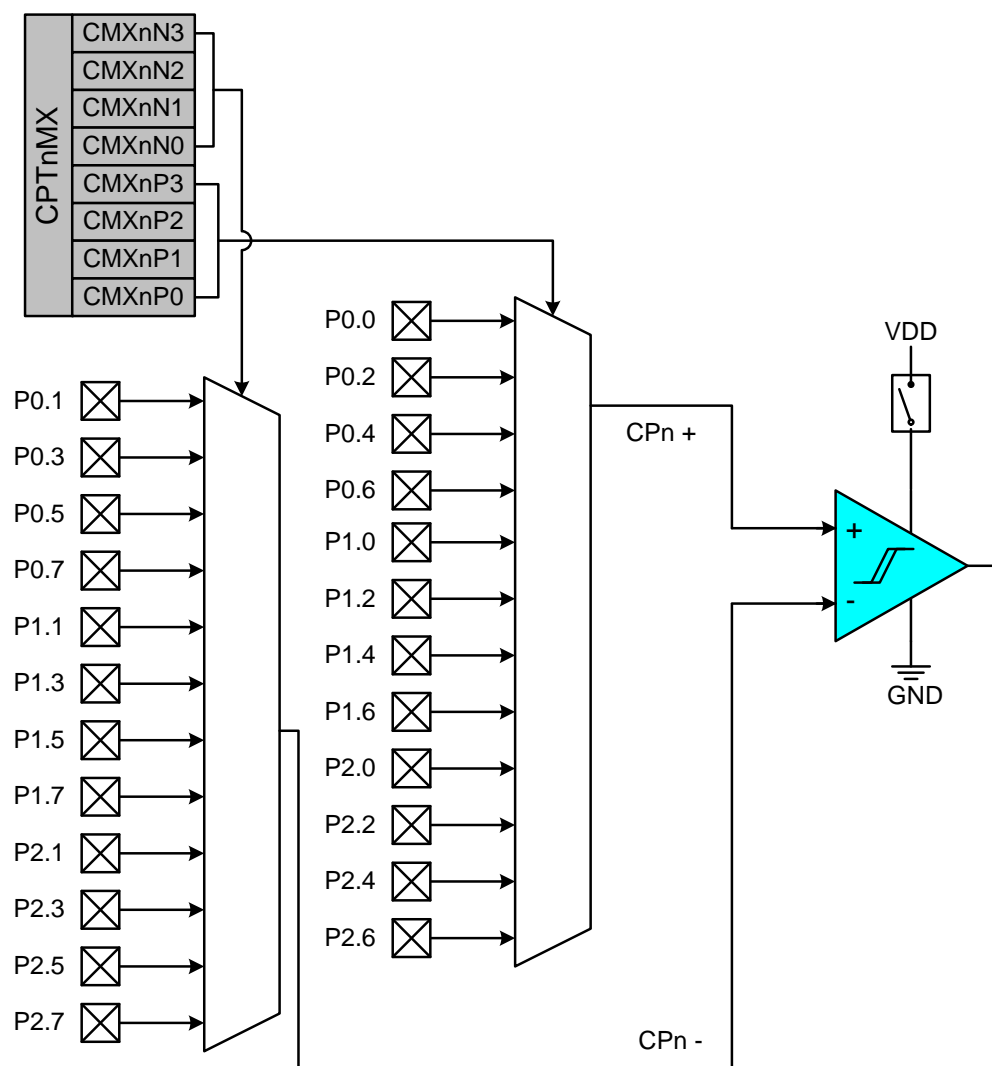 CPTnMX
CMXnN3
CMXnN2
CMXnN1
CMXnN0
CMXnP3
CMXnP2
CMXnP1
CMXnP0
P0.1
P0.3
P0.5
P0.7
P1.1
P1.3
P1.5
P1.7
P2.1
P2.3
P2.5
P2.7
P0.0
P0.2
P0.4
P0.6
P1.0
P1.2
P1.4
P1.6
P2.0
P2.2
P2.4
P2.6
CPn +
CPn -
VDD
+
-
GND